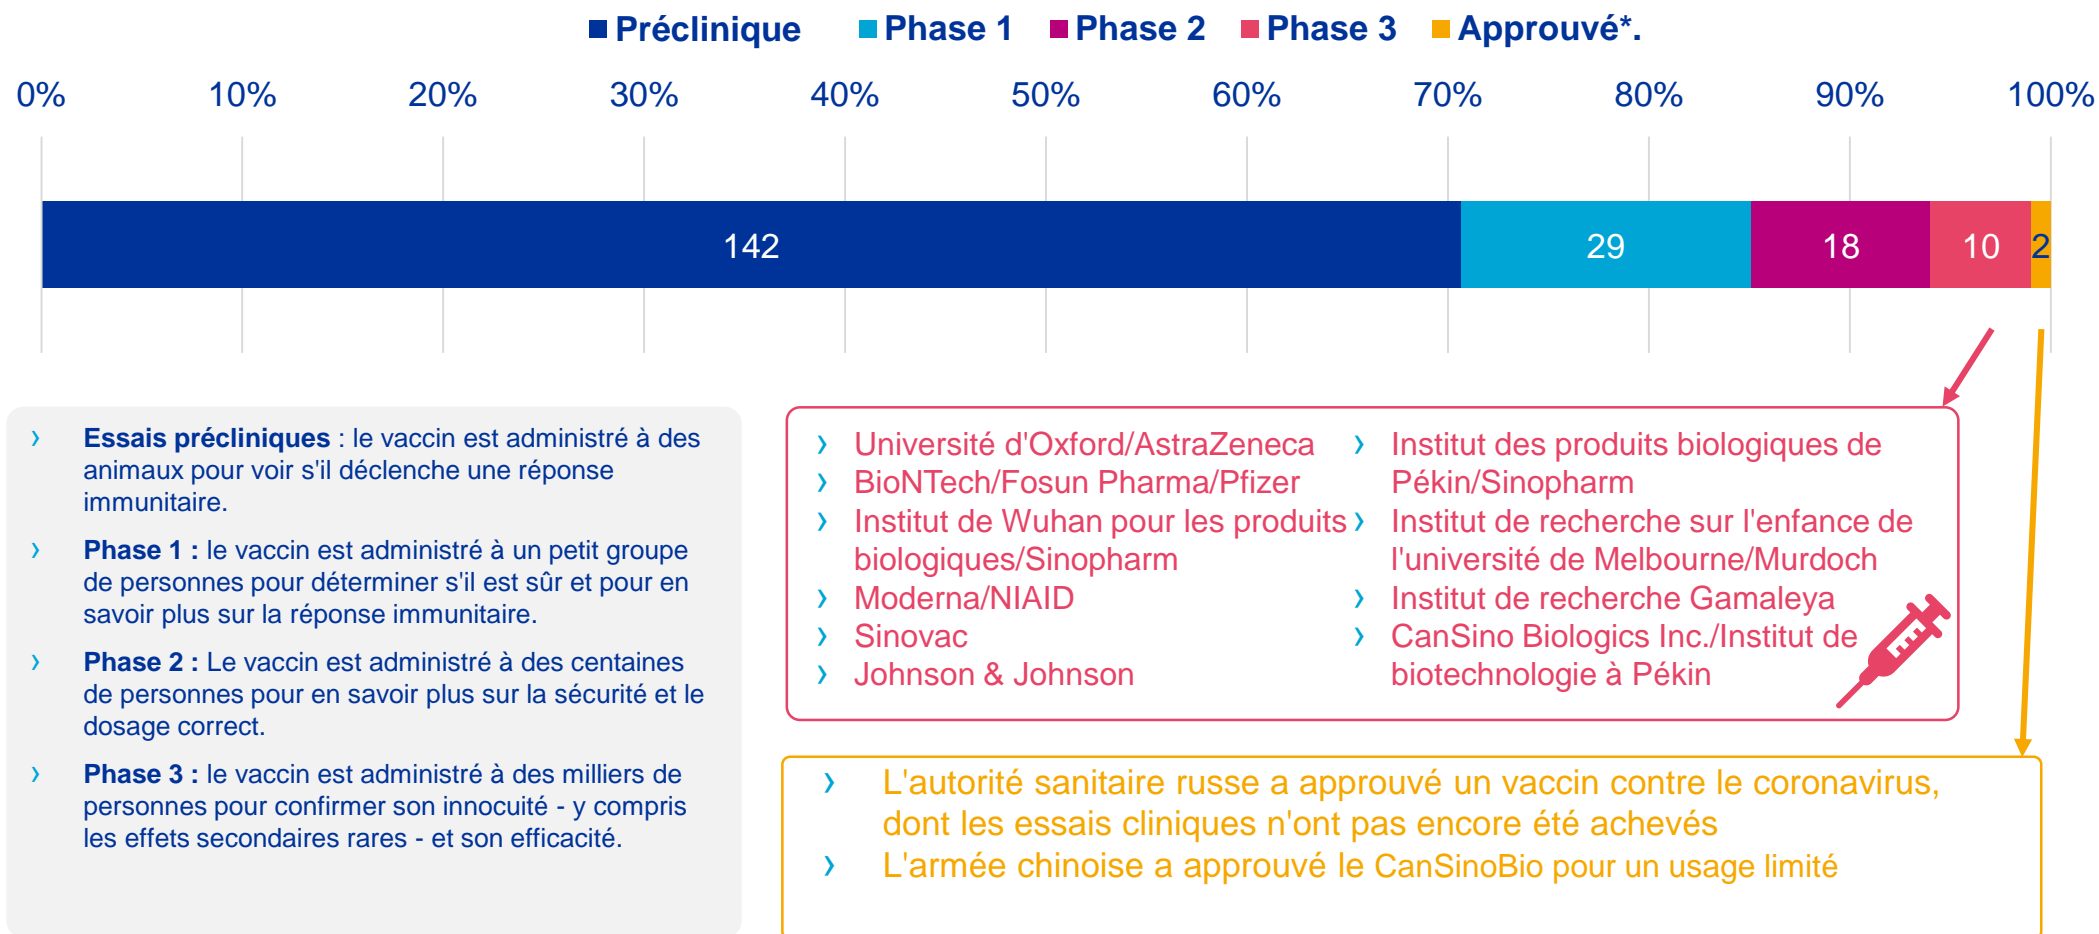 Préclinique Phase 1 Phase 2 Phase 3 Approuvé*.
0% 10% 20% 30% 40% 50% 60% 70% 80% 90% 100%
142 29 18 10 2
› Essais précliniques : le vaccin est administré à des
animaux pour voir s'il déclenche une réponse
immunitaire.
› Phase 1 : le vaccin est administré à un petit groupe
de personnes pour déterminer s'il est sûr et pour en
savoir plus sur la réponse immunitaire.
› Phase 2 : Le vaccin est administré à des centaines
de personnes pour en savoir plus sur la sécurité et le
dosage correct.
› Phase 3 : le vaccin est administré à des milliers de
personnes pour confirmer son innocuité - y compris
les effets secondaires rares - et son efficacité.
› Université d'Oxford/AstraZeneca
› BioNTech/Fosun Pharma/Pfizer
› Institut de Wuhan pour les produits
biologiques/Sinopharm
› Moderna/NIAID
› Sinovac
› Johnson & Johnson
› Institut des produits biologiques de
Pékin/Sinopharm
› Institut de recherche sur l'enfance de
l'université de Melbourne/Murdoch
› Institut de recherche Gamaleya
› CanSino Biologics Inc./Institut de
biotechnologie à Pékin
› L'autorité sanitaire russe a approuvé un vaccin contre le coronavirus,
dont les essais cliniques n'ont pas encore été achevés
› L'armée chinoise a approuvé le CanSinoBio pour un usage limité